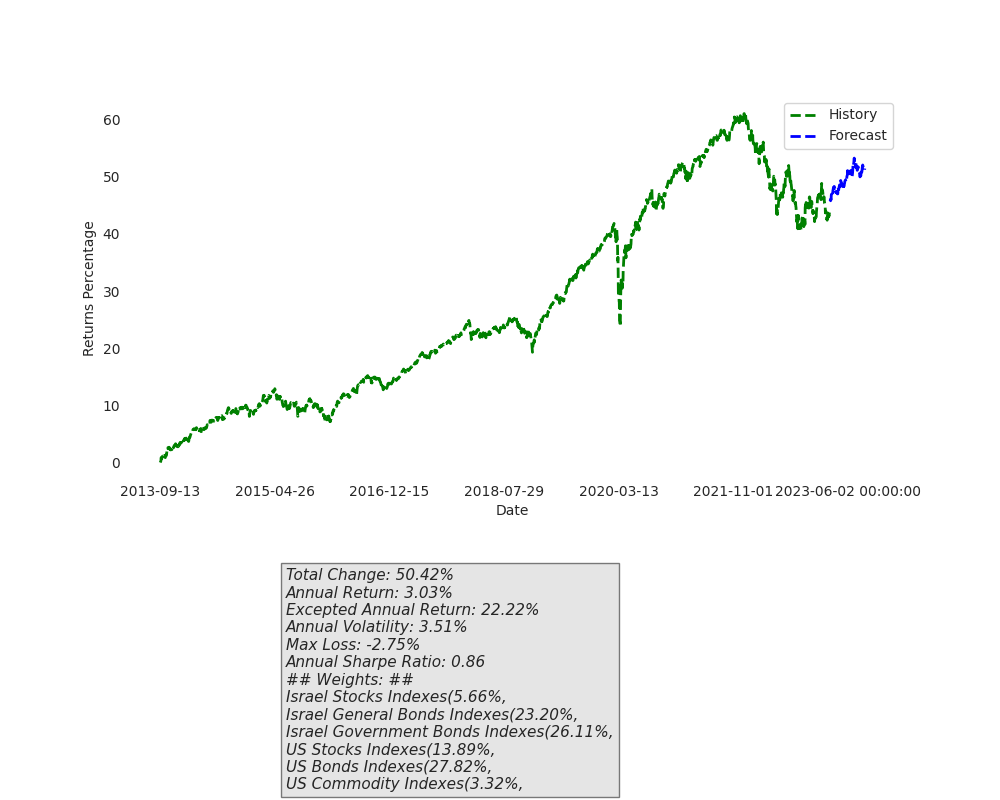 History
Forecast
60
50
40
30
20
10
0
Returns Percentage
2013-09-13 2015-04-26 2016-12-15 2018-07-29 2020-03-13 2021-11-01 2023-06-02 00:00:00
Date
Total Change: 50.42%
Annual Return: 3.03%
Excepted Annual Return: 22.22%
Annual Volatility: 3.51%
Max Loss: -2.75%
Annual Sharpe Ratio: 0.86
## Weights: ##
Israel Stocks Indexes(5.66%,
Israel General Bonds Indexes(23.20%,
Israel Government Bonds Indexes(26.11%,
US Stocks Indexes(13.89%,
US Bonds Indexes(27.82%,
US Commodity Indexes(3.32%,